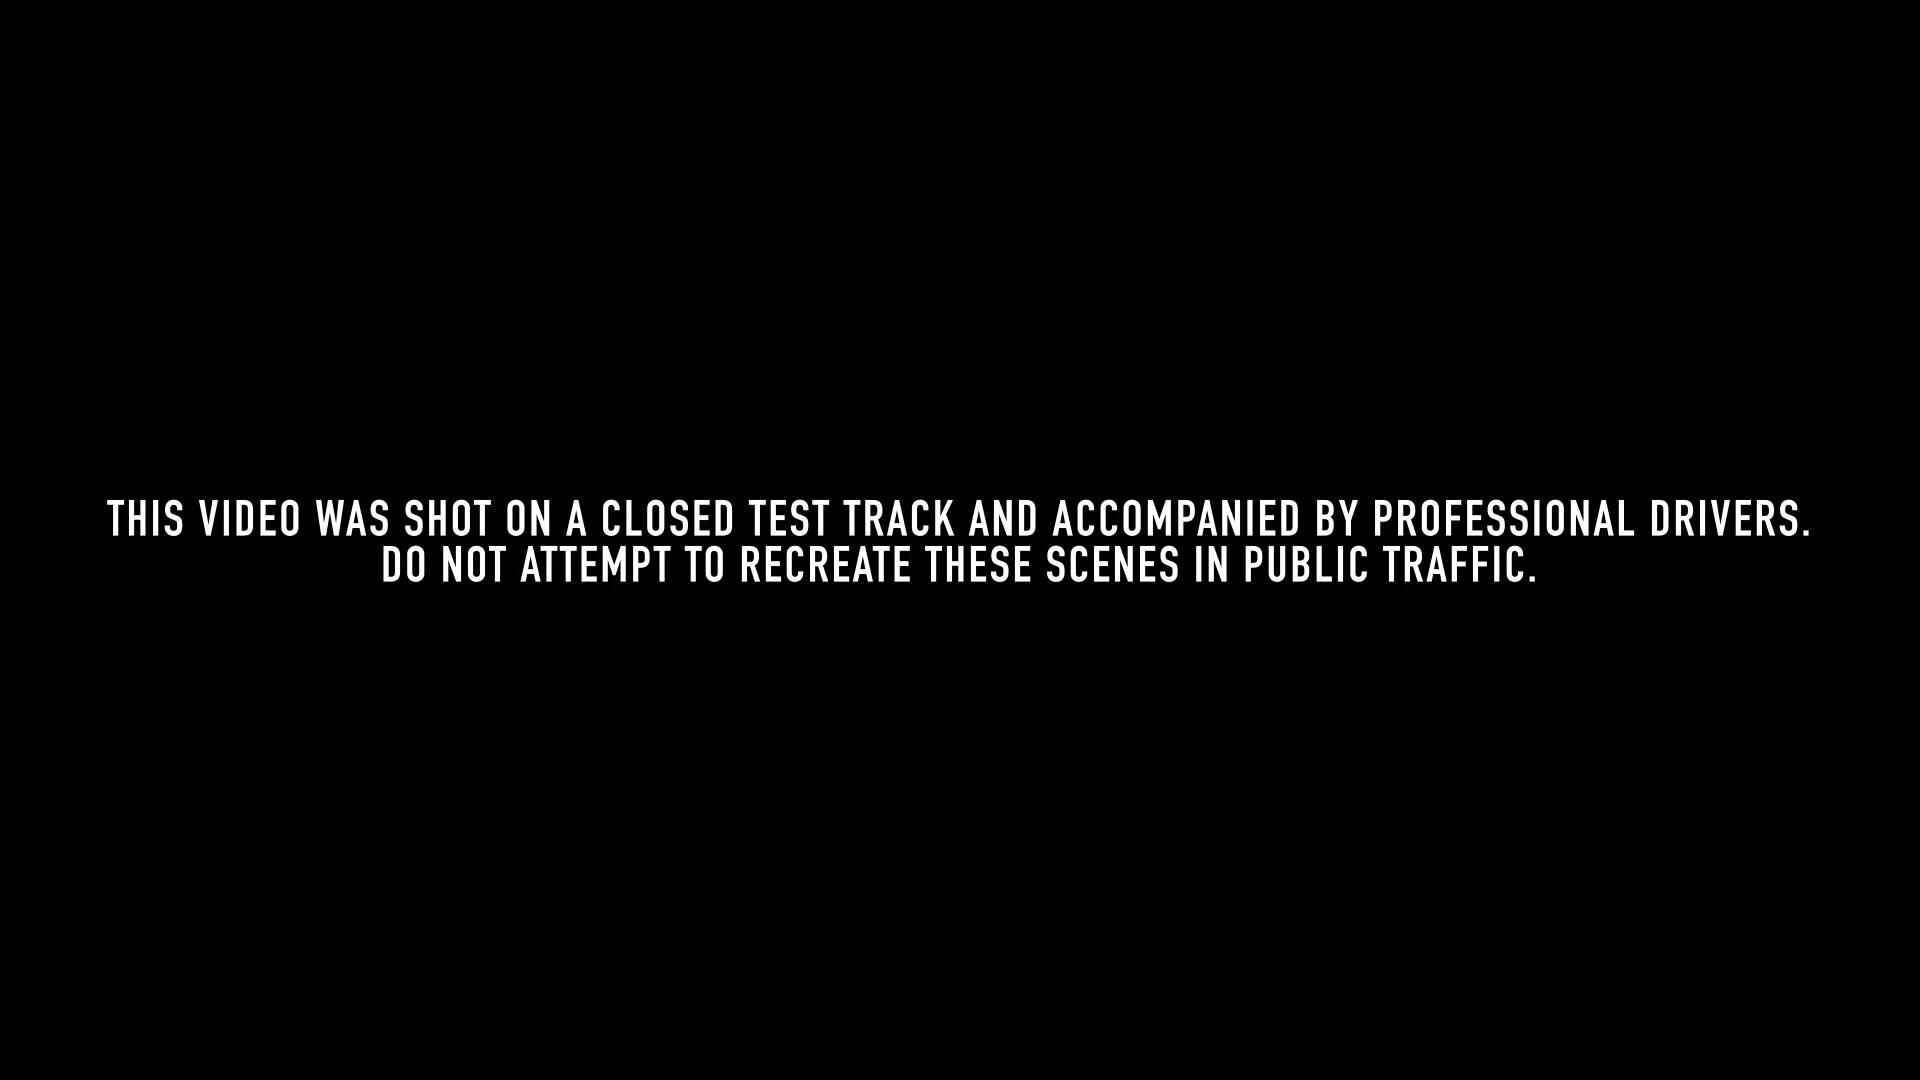 THIS VIDEO WAS SHOT ON A CLOSED TEST TRACK AND ACCOMPANIED BY PROFESSIONAL DRIVERS.
DO NOT ATTEMPT TO RECREATE THESE SCENES IN PUBLIC TRAFFIC.